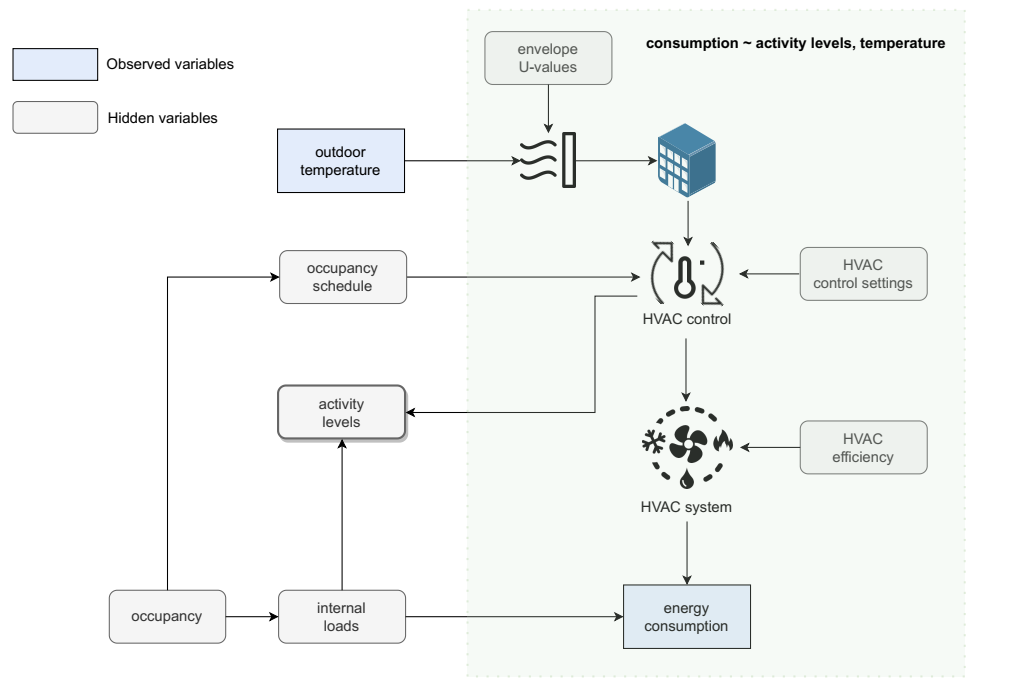 envelope
U-values
consumption ~ activity levels, temperature
Observed variables
Hidden variables
outdoor
temperature
occupancy
schedule
HVAC
control settings
HVAC control
activity
levels
HVAC
efficiency
HVAC system
occupancy
internal
loads
energy
consumption